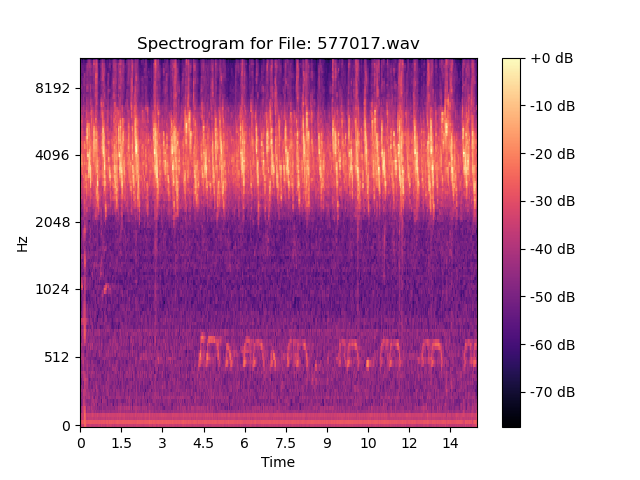 Spectrogram for File: 577017.wav
Hz
8192
4096
2048
1024
512
0
0 1.5 3 4.5 6 7.5 9 10 12 14
Time
+0 dB
-10 dB
-20 dB
-30 dB
-40 dB
-50 dB
-60 dB
-70 dB